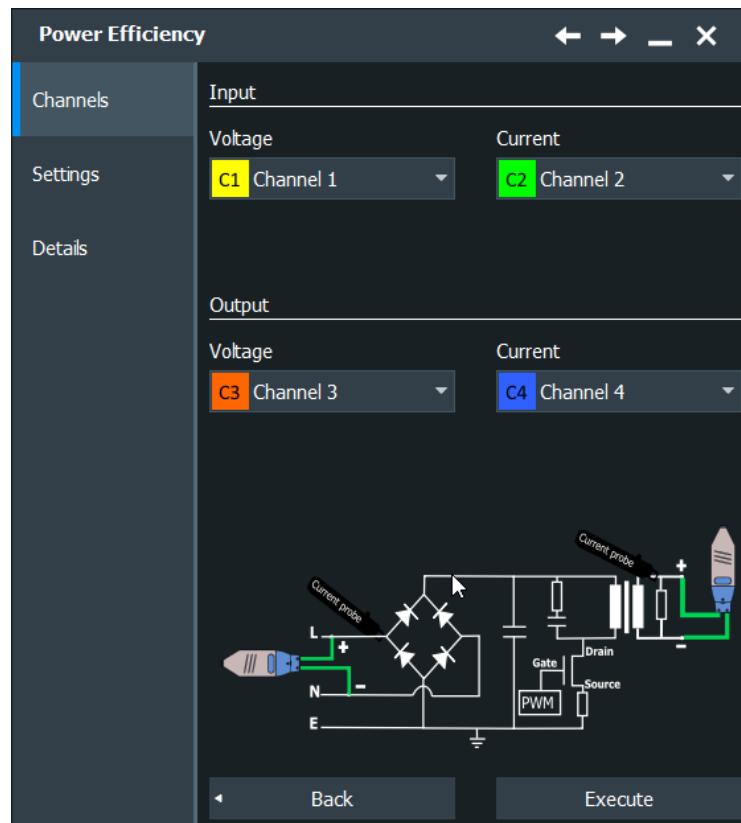 Power Efficiency
Channels
Settings
Details
Input
Voltage Current
C1 Channel 1 C2 Channel 2
Output
Voltage Current
C3 Channel 3 C4 Channel 4
Current probe
+
Current probe
L
+
Drain
-
Gate
N
-
Source
PWM
E
Back Execute